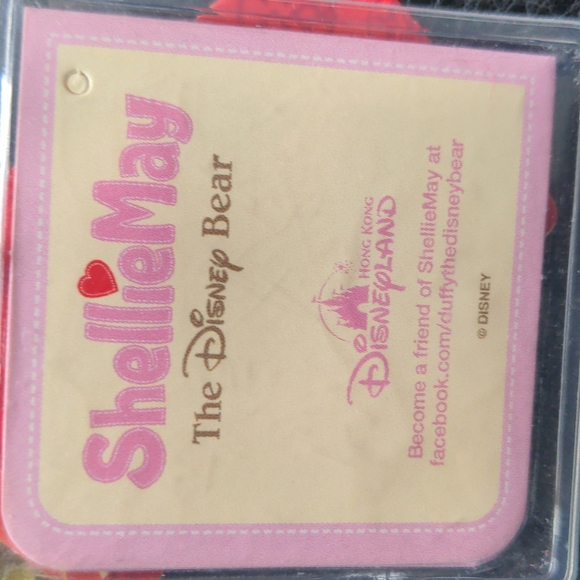 ShellieMay
The Disney Bear
HONG KONG
DISNEYLAND
Become a friend of ShellieMay at
facebook.com/duffythedisneybear
© DISNEY